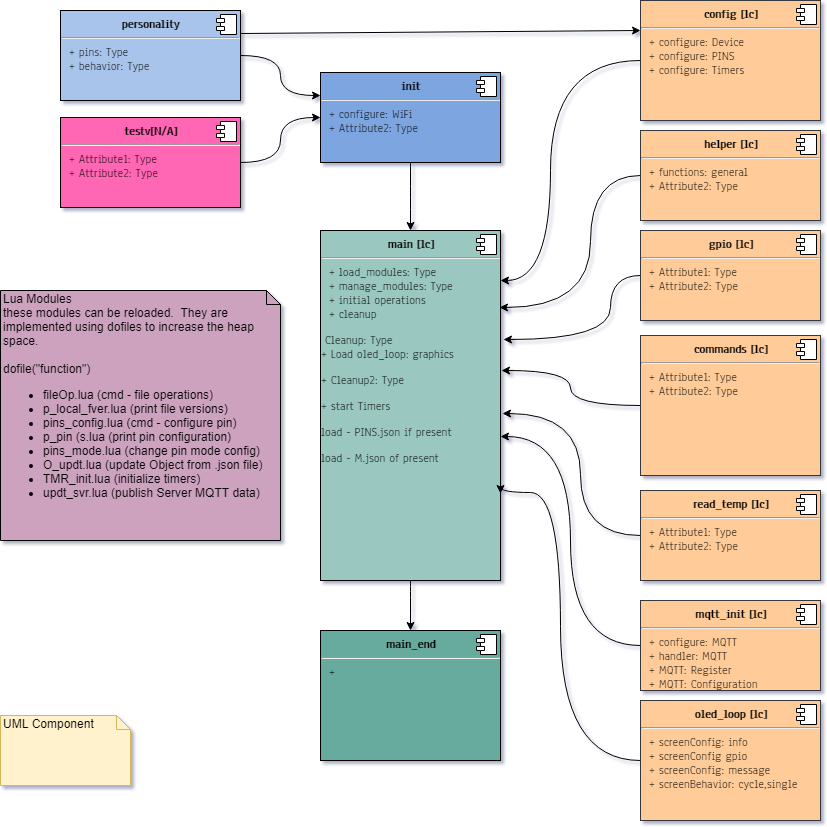 personality
+ pins: Type
+ behavior: Type
testv[N/A]
+ Attribute1: Type
+ Attribute2: Type
init
+ configure: WiFi
+ Attribute2: Type
main [lc]
+ load_modules: Type
+ manage_modules: Type
+ initial operations
+ cleanup
Cleanup: Type
+ Load oled_loop: graphics
+ Cleanup2: Type
+ start Timers
load - PINS.json if present
load - M.json of present
main_end
+
Lua Modules
these modules can be reloaded. They are
implemented using dofiles to increase the heap
space.
dofile("function")
• fileOp.lua (cmd - file operations)
• p_local_fver.lua (print file versions)
• pins_config.lua (cmd - configure pin)
• p_pin (s.lua (print pin configuration)
• pins_mode.lua (change pin mode config)
• O_updt.lua (update Object from .json file)
• TMR_init.lua (initialize timers)
• updt_svr.lua (publish Server MQTT data)
UML Component
config [lc]
+ configure: Device
+ configure: PINS
+ configure: Timers
helper [lc]
+ functions: general
+ Attribute2: Type
gpio [lc]
+ Attribute1: Type
+ Attribute2: Type
commands [lc]
+ Attribute1: Type
+ Attribute2: Type
read_temp [lc]
+ Attribute1: Type
+ Attribute2: Type
mqtt_init [lc]
+ configure: MQTT
+ handler: MQTT
+ MQTT: Register
+ MQTT: Configuration
oled_loop [lc]
+ screenConfig: info
+ screenConfig gpio
+ screenConfig: message
+ screenBehavior: cycle,single